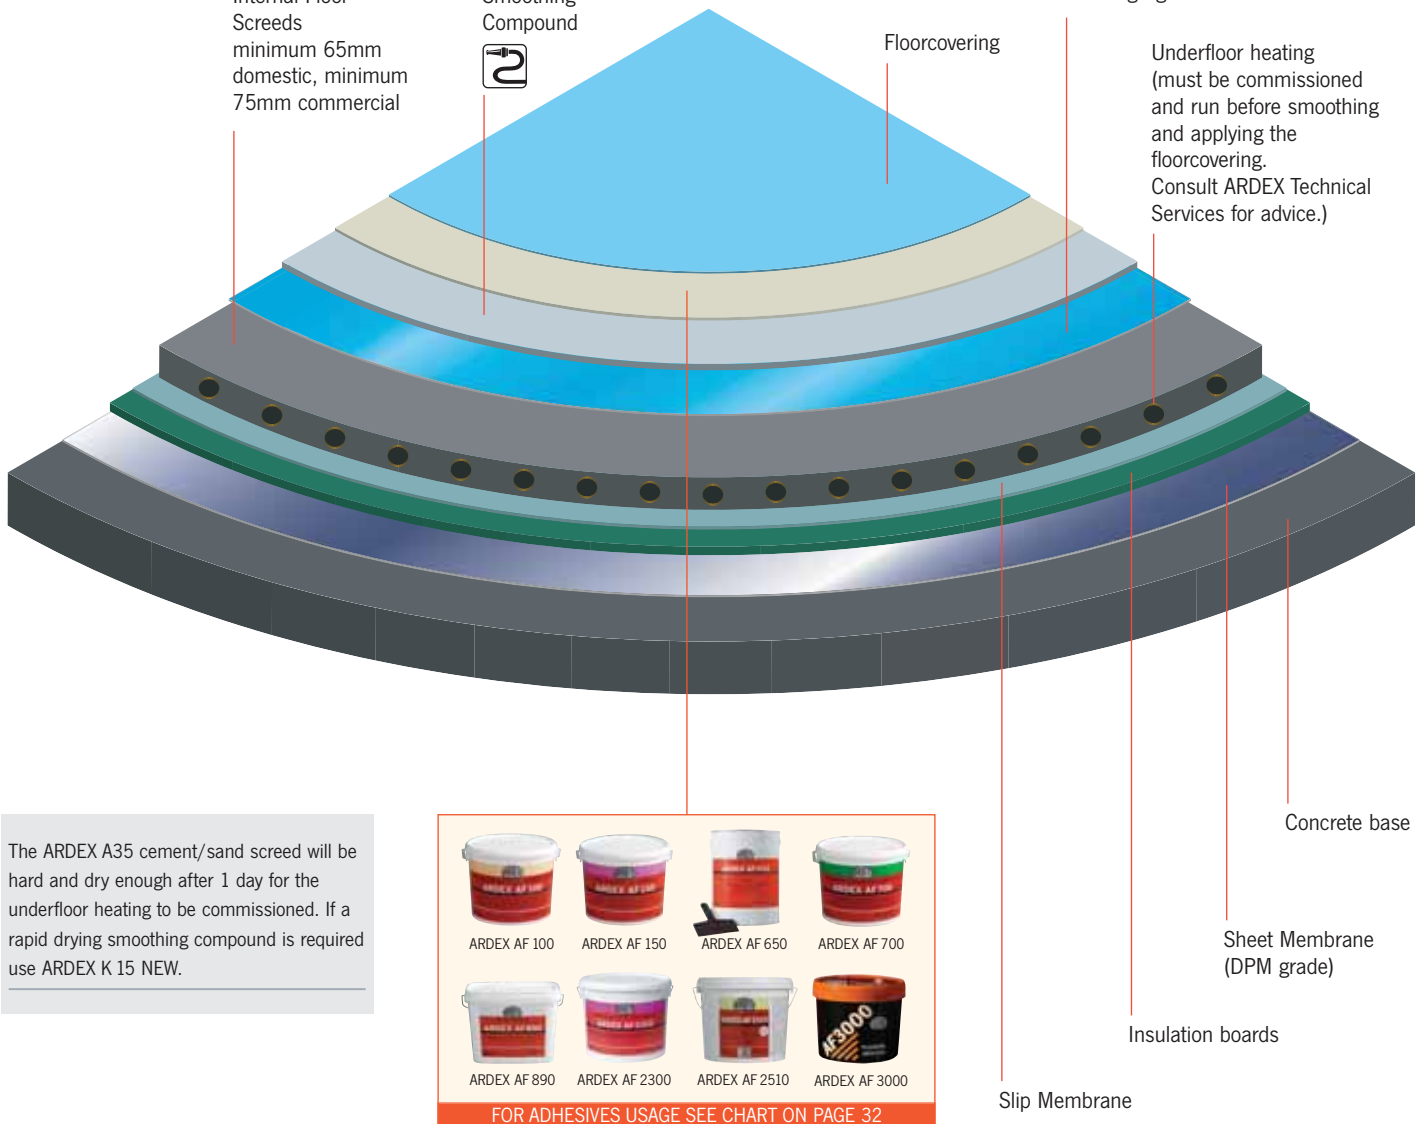 Internal Floor
Screeds
minimum 65mm
domestic, minimum
75mm commercial
Smoothing
Compound
Floorcovering
Underfloor heating
(must be commissioned
and run before smoothing
and applying the
floorcovering.
Consult ARDEX Technical
Services for advice.)
The ARDEX A35 cement/sand screed will be
hard and dry enough after 1 day for the
underfloor heating to be commissioned. If a
rapid drying smoothing compound is required
use ARDEX K 15 NEW.
ARDEX AF 100
ARDEX AF 150
ARDEX AF 650
ARDEX AF 700
AF3000
ARDEX AF 890
ARDEX AF 2300
ARDEX AF 2510
ARDEX AF 3000
FOR ADHESIVES USAGE SEE CHART ON PAGE 32
Concrete base
Sheet Membrane
(DPM grade)
Insulation boards
Slip Membrane